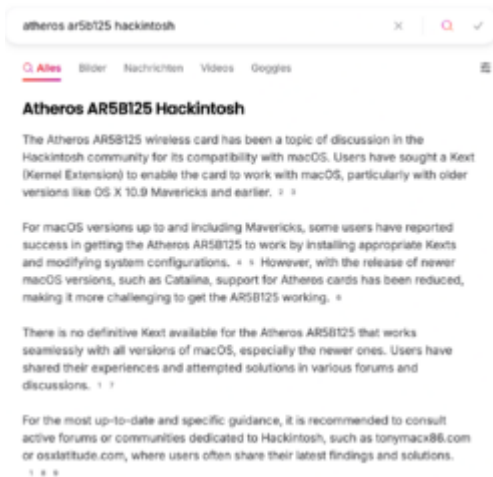 atheros ar5b125 hackintosh
Alles Bilder Nachrichten Videos Goggles
Atheros AR5B125 Hackintosh
The Atheros AR5B125 wireless card has been a topic of discussion in the
Hackintosh community for its compatibility with macOS. Users have sought a Kext
(Kernel Extension) to enable the card to work with macOS, particularly with older
versions like OS X 10.9 Mavericks and earlier.
For macOS versions up to and including Mavericks, some users have reported
success in getting the Atheros AR5B125 to work by installing appropriate Kexts
and modifying system configurations. However, with the release of newer
macOS versions, such as Catalina, support for Atheros cards has been reduced,
making it more challenging to get the AR5B125 working.
There is no definitive Kext available for the Atheros AR5B125 that works
seamlessly with all versions of macOS, especially the newer ones. Users have
shared their experiences and attempted solutions in various forums and
discussions.
For the most up-to-date and specific guidance, it is recommended to consult
active forums or communities dedicated to Hackintosh, such as tonymacx86.com
or osxlatitude.com, where users often share their latest findings and solutions.